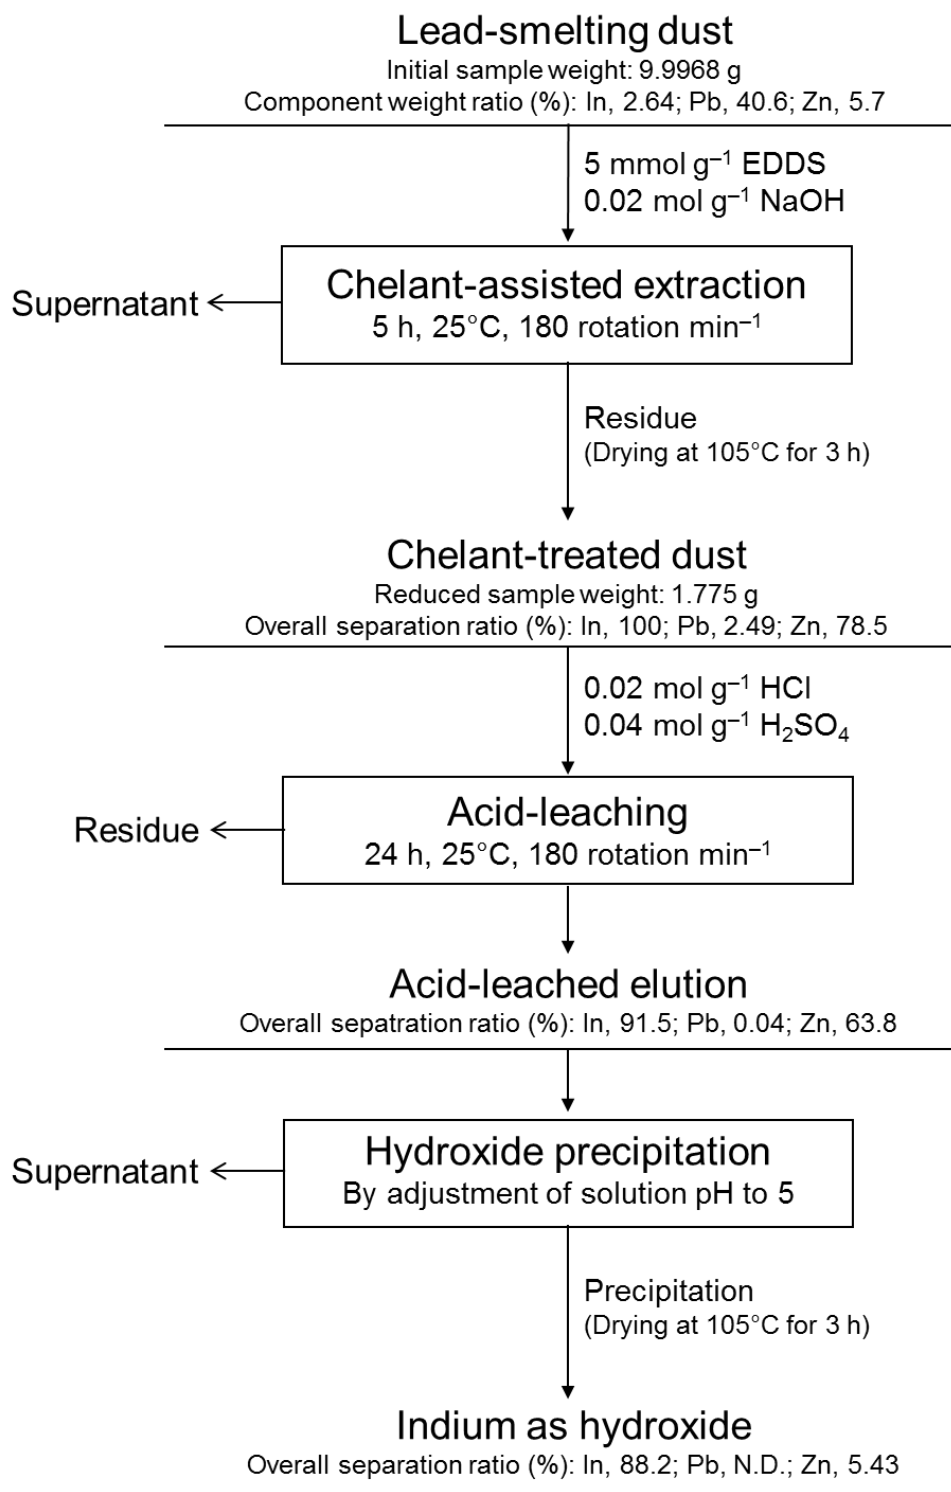 Lead-smelting dust
Initial sample weight: 9.9968 g
Component weight ratio (%): In, 2.64; Pb, 40.6; Zn, 5.7
5 mmol g⁻¹ EDDS
0.02 mol g⁻¹ NaOH
Chelant-assisted extraction
5 h, 25°C, 180 rotation min⁻¹
Supernatant
Residue
(Drying at 105°C for 3 h)
Chelant-treated dust
Reduced sample weight: 1.775 g
Overall separation ratio (%): In, 100; Pb, 2.49; Zn, 78.5
0.02 mol g⁻¹ HCl
0.04 mol g⁻¹ H₂SO₄
Acid-leaching
24 h, 25°C, 180 rotation min⁻¹
Residue
Acid-leached elution
Overall sepatration ratio (%): In, 91.5; Pb, 0.04; Zn, 63.8
Hydroxide precipitation
By adjustment of solution pH to 5
Supernatant
Precipitation
(Drying at 105°C for 3 h)
Indium as hydroxide
Overall separation ratio (%): In, 88.2; Pb, N.D.; Zn, 5.43